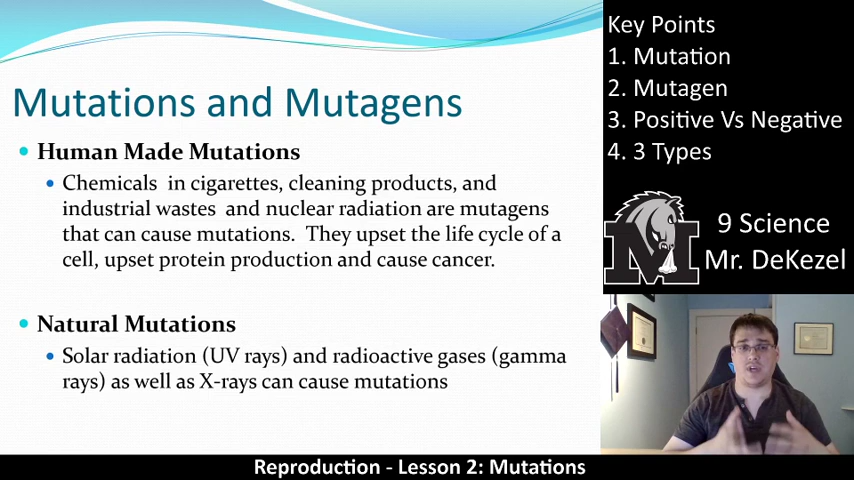 Mutations and Mutagens
Human Made Mutations
Chemicals in cigarettes, cleaning products, and
industrial wastes and nuclear radiation are mutagens
that can cause mutations. They upset the life cycle of a
cell, upset protein production and cause cancer.
Natural Mutations
Solar radiation (UV rays) and radioactive gases (gamma
rays) as well as X-rays can cause mutations
Key Points
1. Mutation
2. Mutagen
3. Positive Vs Negative
4. 3 Types
M
9 Science
Mr. DeKezel
Reproduction - Lesson 2: Mutations